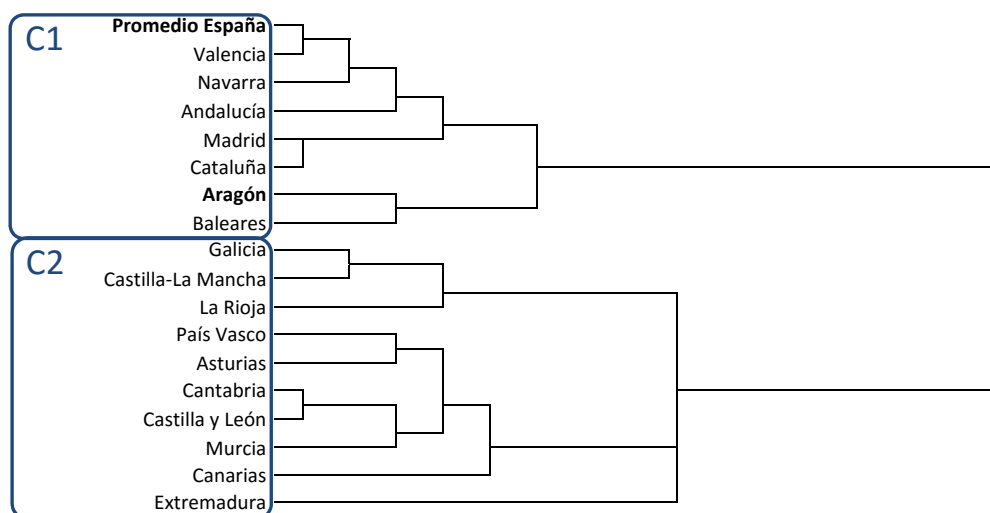 C1
Promedio España
Valencia
Navarra
Andalucía
Madrid
Cataluña
Aragón
Baleares
C2
Galicia
Castilla-La Mancha
La Rioja
País Vasco
Asturias
Cantabria
Castilla y León
Murcia
Canarias
Extremadura